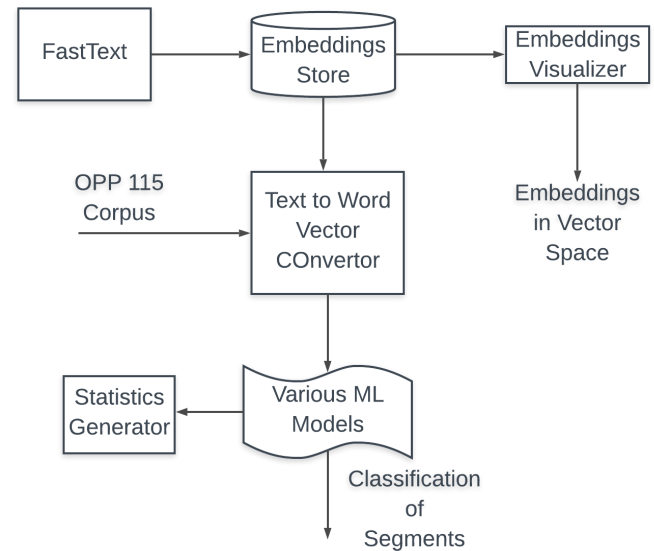 FastText
Embeddings
Store
Embeddings
Visualizer
OPP 115
Corpus
Text to Word
Vector
COnvertor
Embeddings
in Vector
Space
Statistics
Generator
Various ML
Models
Classification
of
Segments